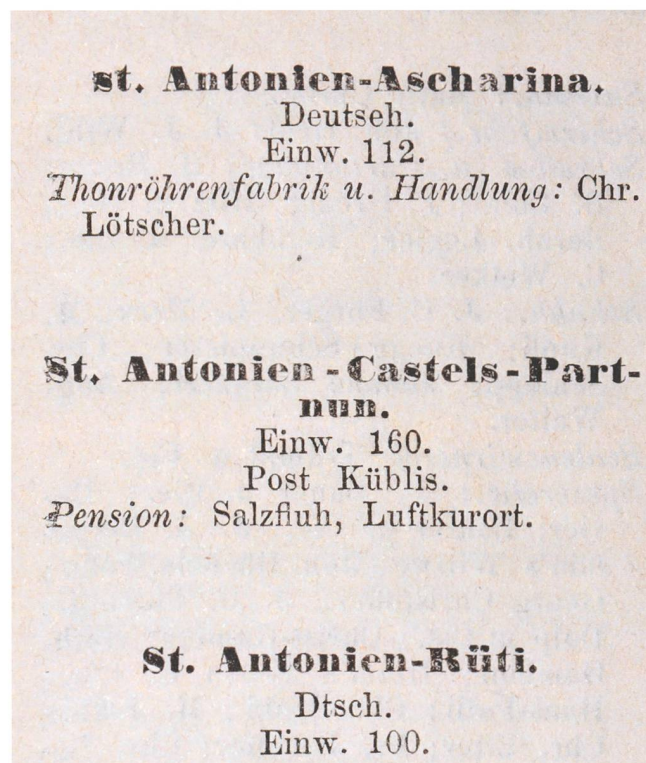 st. Antonien-Ascharina.
Deutseh.
Einw. 112.
Thonröhrenfabrik u. Handlung: Chr.
Lötscher.
St. Antonien-Castels-Part-
nun.
Einw. 160.
Post Küblis.
Pension: Salzfluh, Luftkurort.
St. Antonien-Rüti.
Dtsch.
Einw. 100.